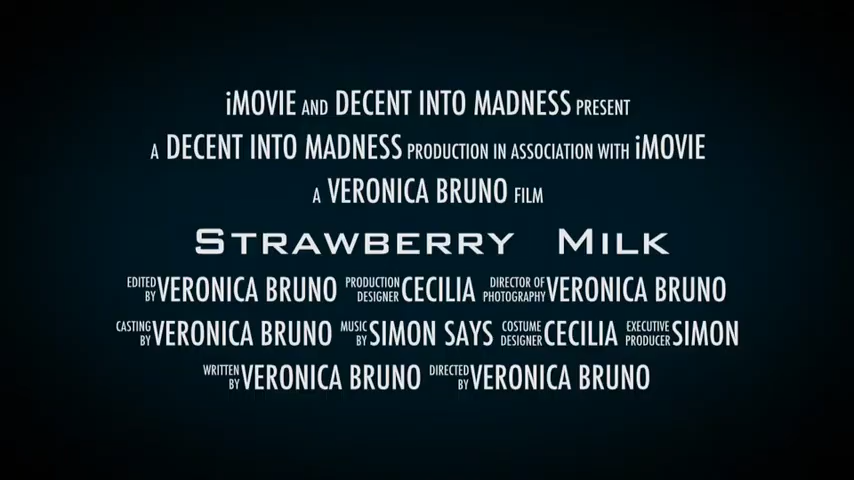 iMOVIE AND DECENT INTO MADNESS PRESENT
A DECENT INTO MADNESS PRODUCTION IN ASSOCIATION WITH iMOVIE
A VERONICA BRUNO FILM
STRAWBERRY MILK
EDITED BY VERONICA BRUNO PRODUCTION DESIGNER CECILIA DIRECTOR OF PHOTOGRAPHY VERONICA BRUNO
CASTING BY VERONICA BRUNO MUSIC BY SIMON SAYS COSTUME DESIGNER CECILIA EXECUTIVE PRODUCER SIMON
WRITTEN BY VERONICA BRUNO DIRECTED BY VERONICA BRUNO